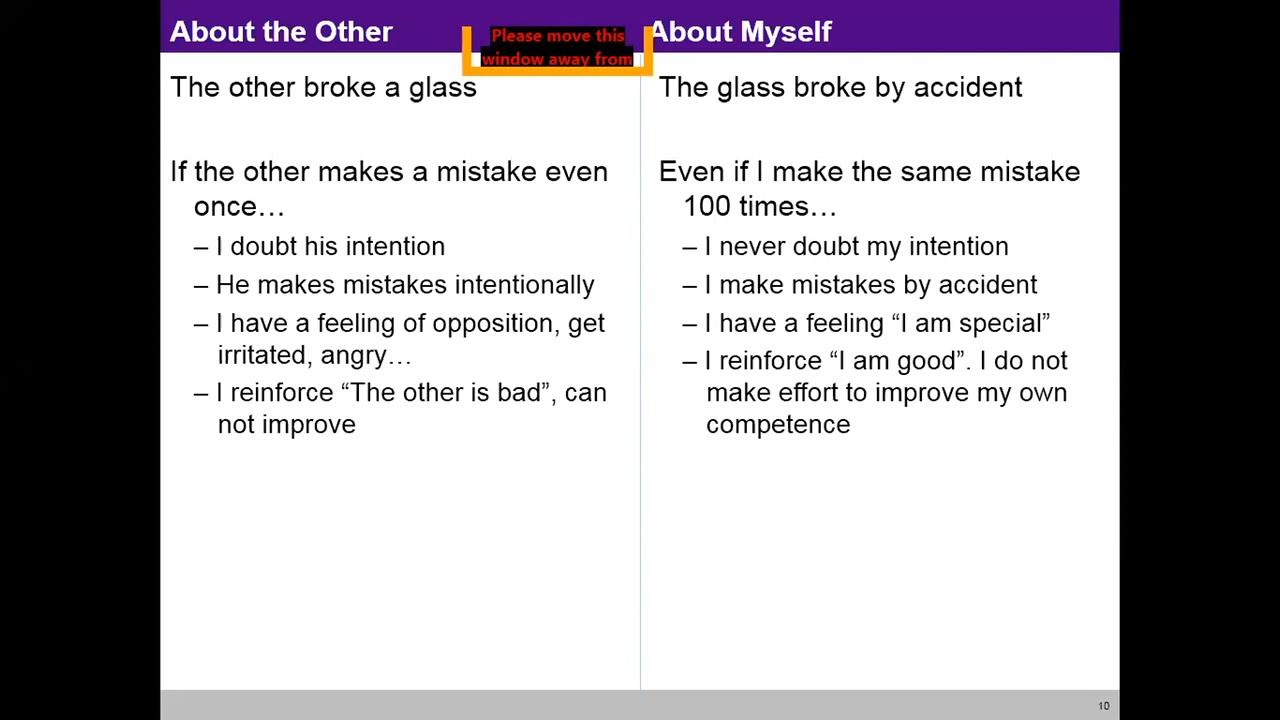 About the Other
Please move this
window away from
About Myself
The other broke a glass
If the other makes a mistake even
once…
– I doubt his intention
– He makes mistakes intentionally
– I have a feeling of opposition, get
irritated, angry…
– I reinforce “The other is bad”, can
not improve
The glass broke by accident
Even if I make the same mistake
100 times…
– I never doubt my intention
– I make mistakes by accident
– I have a feeling “I am special”
– I reinforce “I am good”. I do not
make effort to improve my own
competence
10